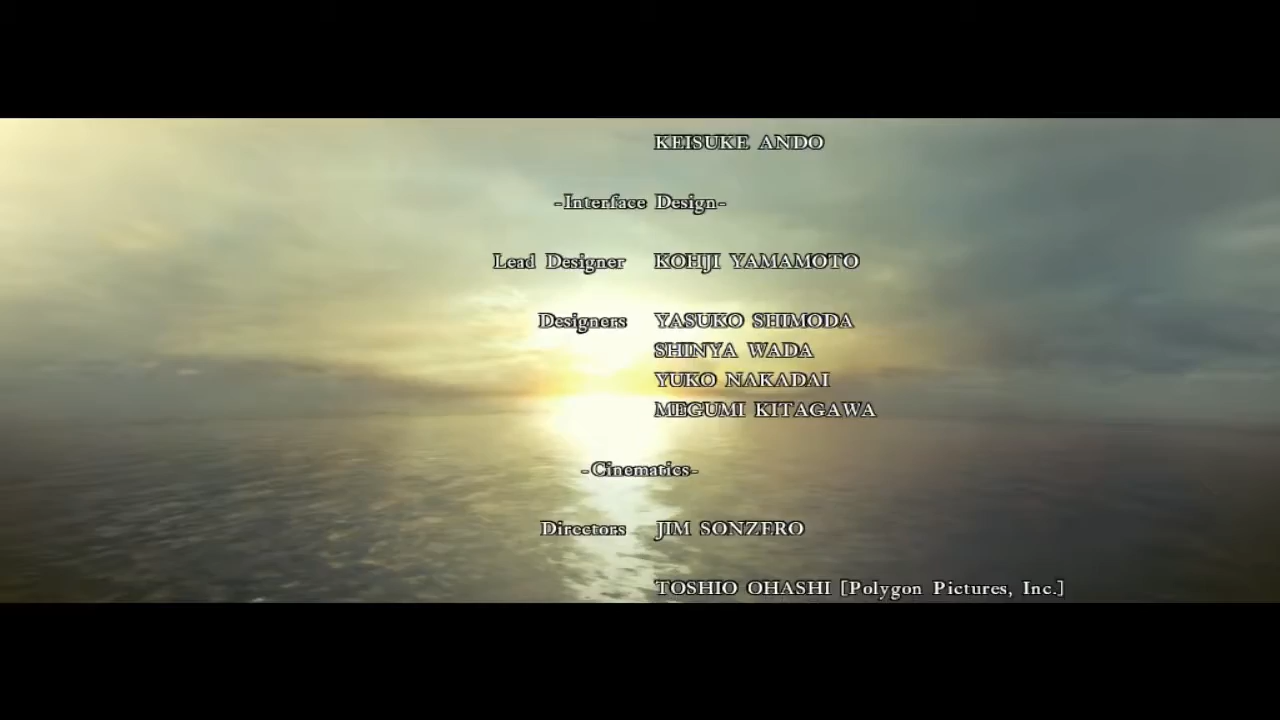 KEISUKE ANDO
-Interface Design-
Lead Designer KOHJI YAMAMOTO
Designers YASUKO SHIMODA
SHINYA WADA
YUKO NAKADAI
MEGUMI KITAGAWA
-Cinematics-
Directors JIM SONZERO
TOSHIO OHASHI [Polygon Pictures, Inc.]